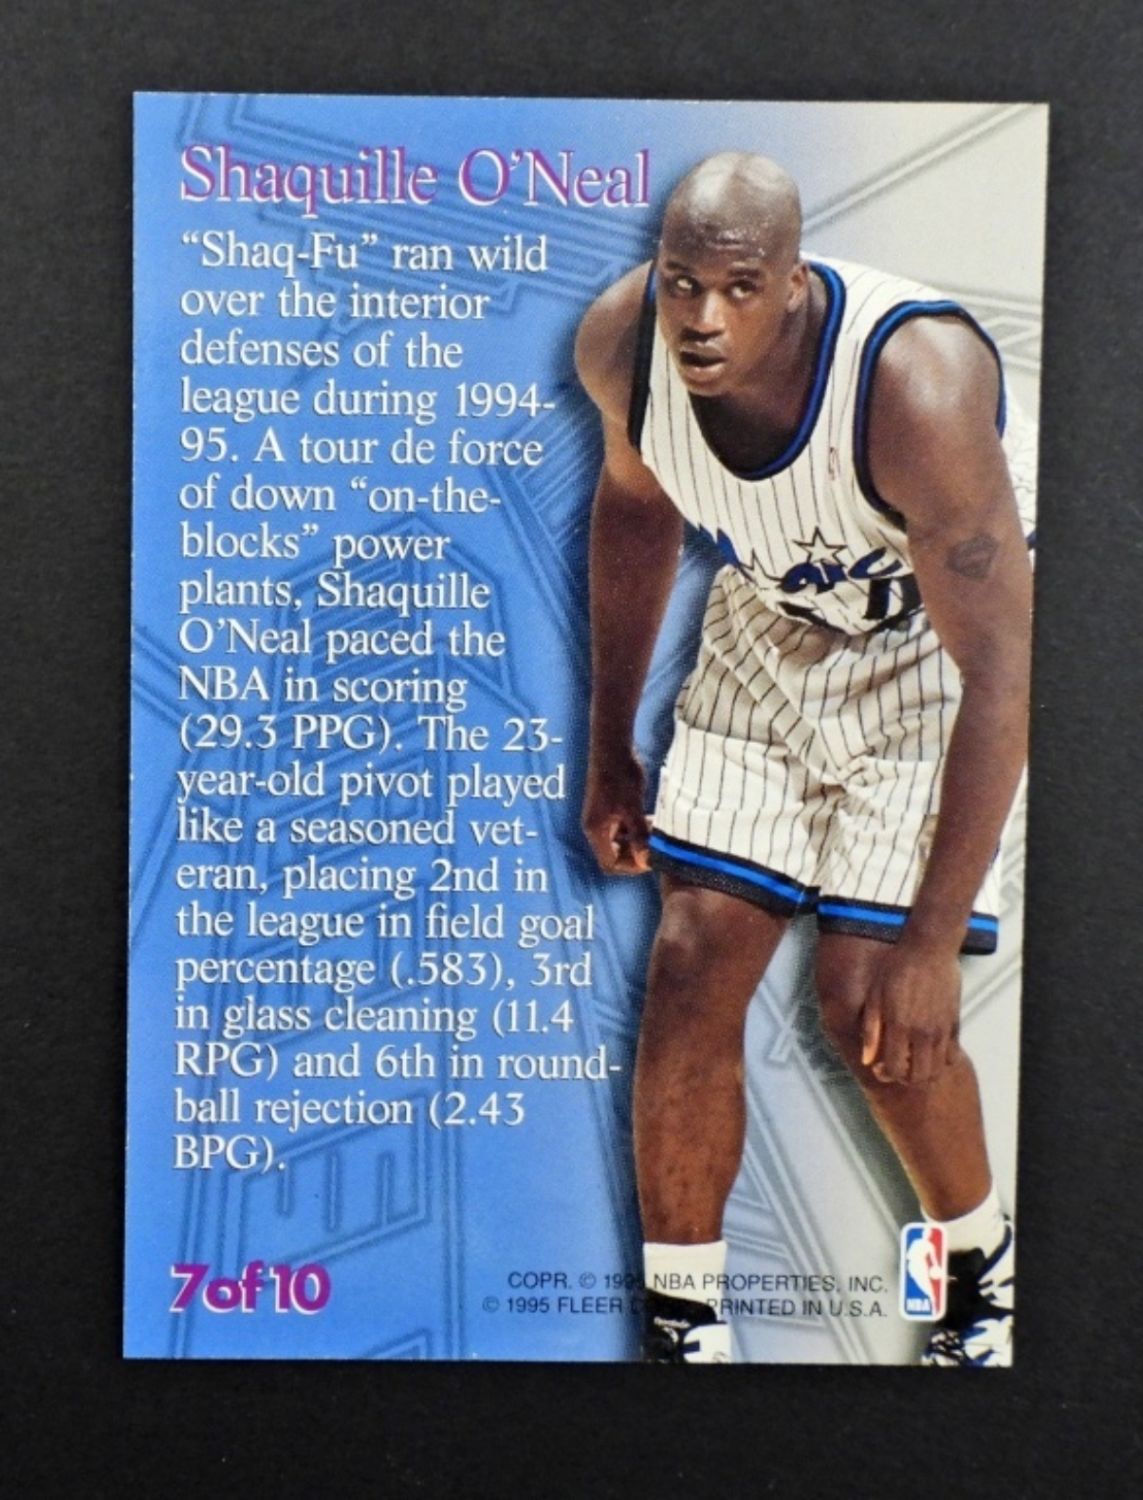 Shaquille O'Neal
“Shaq-Fu” ran wild
over the interior
defenses of the
league during 1994-
95. A tour de force
of down “on-the-
blocks” power
plants, Shaquille
O'Neal paced the
NBA in scoring
(29.3 PPG). The 23-
year-old pivot played
like a seasoned vet-
eran, placing 2nd in
the league in field goal
percentage (.583), 3rd
in glass cleaning (11.4
RPG) and 6th in round-
ball rejection (2.43
BPG).
7 of 10
COPR. © NBA PROPERTIES, INC.
© 1995 FLEER PRINTED IN U.S.A.
NBA